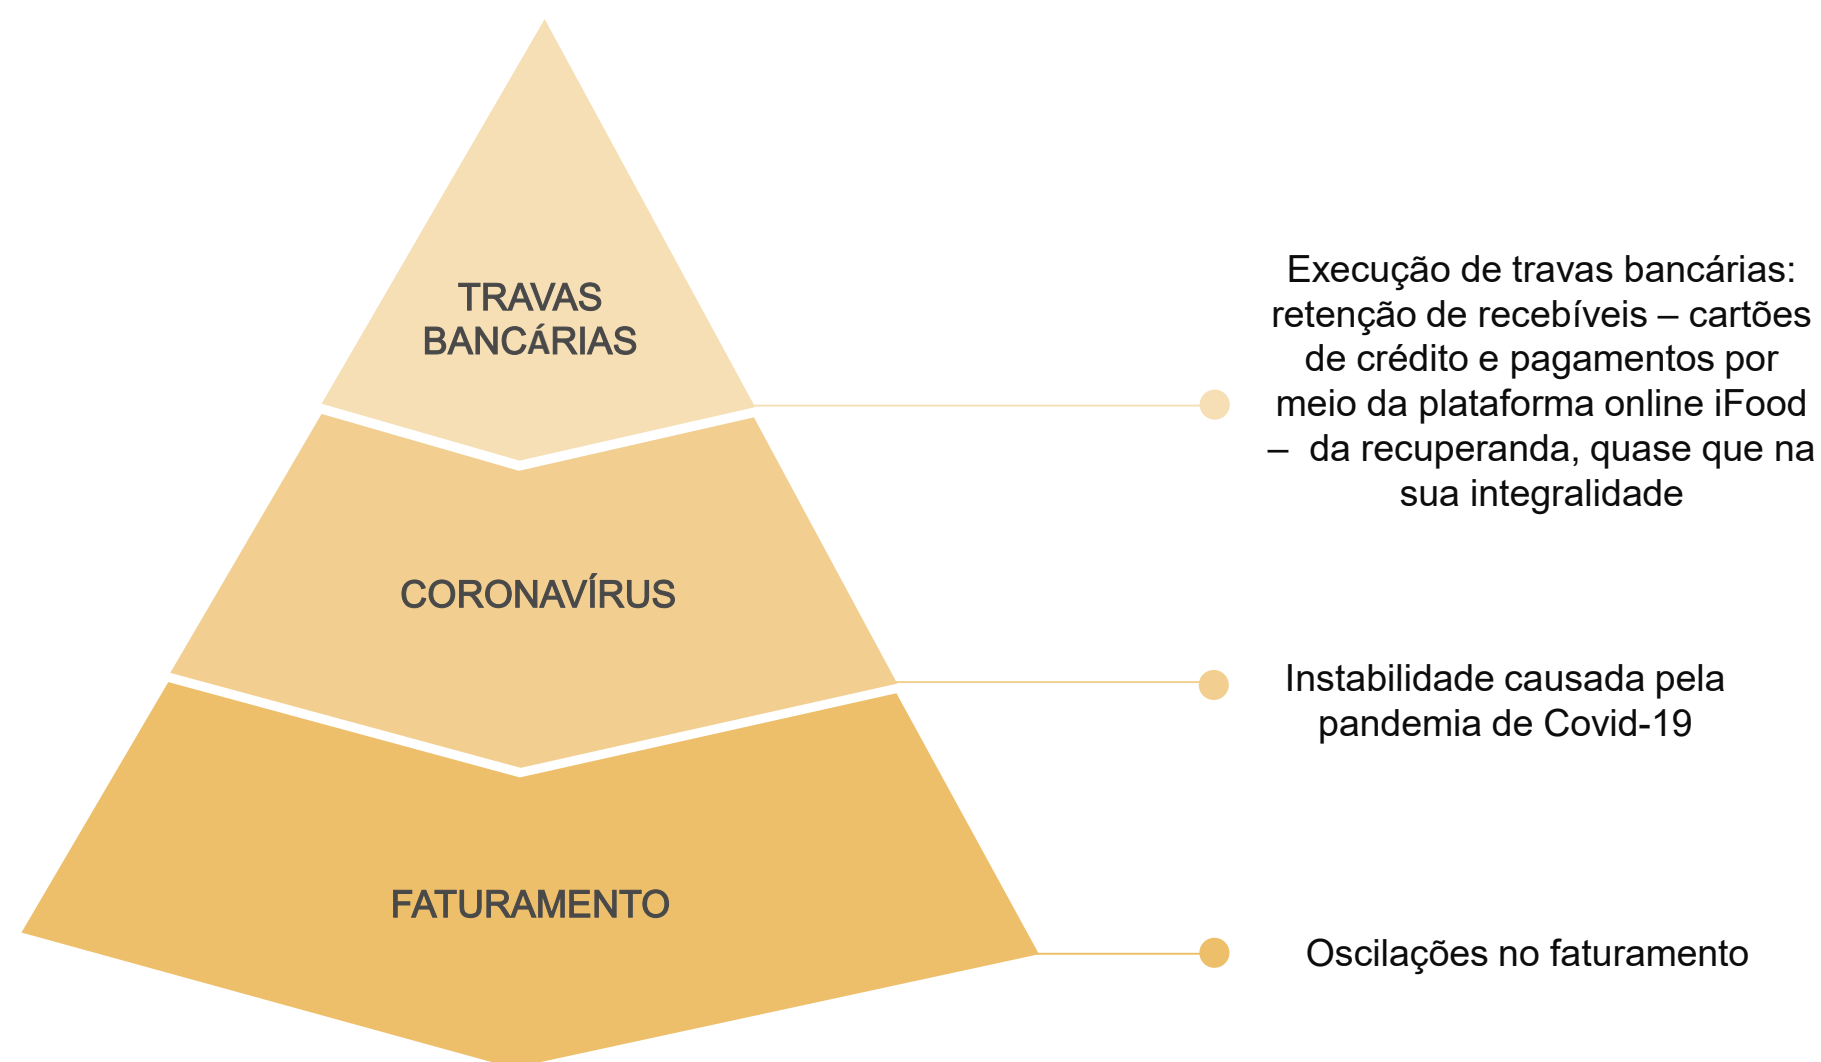 TRAVAS
BANCÁRIAS
Execução de travas bancárias:
retenção de recebíveis – cartões
de crédito e pagamentos por
meio da plataforma online iFood
– da recuperanda, quase que na
sua integralidade
CORONAVÍRUS
Instabilidade causada pela
pandemia de Covid-19
FATURAMENTO
Oscilações no faturamento